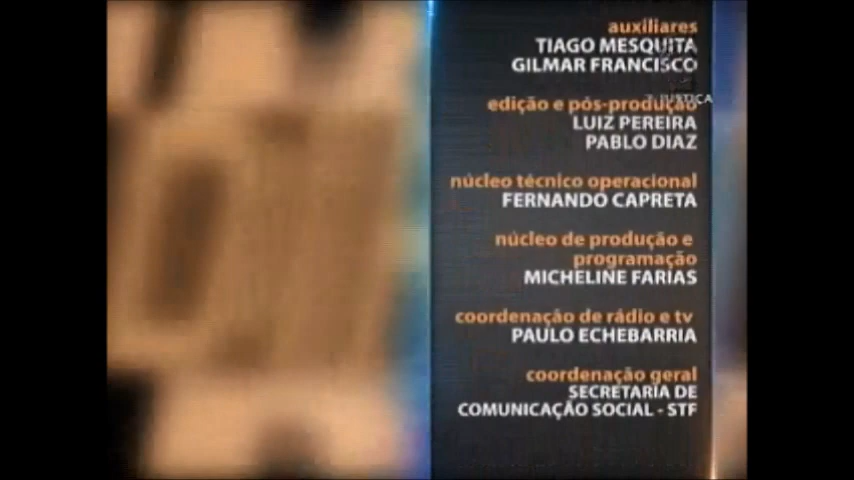 auxiliares
TIAGO MESQUITA
GILMAR FRANCISCO
JUSTIÇA
edição e pós-produção
LUIZ PEREIRA
PABLO DIAZ
núcleo técnico operacional
FERNANDO CAPRETA
núcleo de produção e
programação
MICHELINE FARIAS
coordenação de rádio e tv
PAULO ECHEBARRIA
coordenação geral
SECRETARIA DE
COMUNICAÇÃO SOCIAL - STF